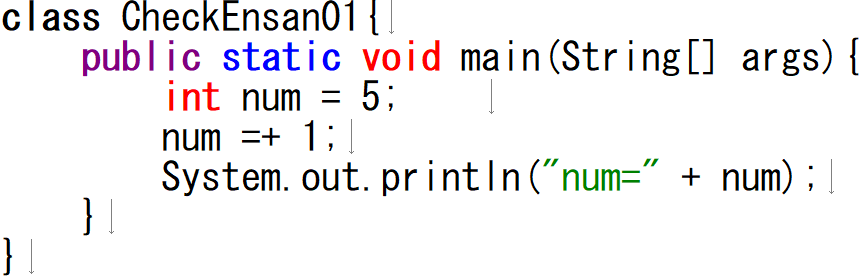 class CheckEnsan01{
    public static void main(String[] args){
        int num = 5;
        num =+ 1;
        System.out.println("num=" + num);
    }
}